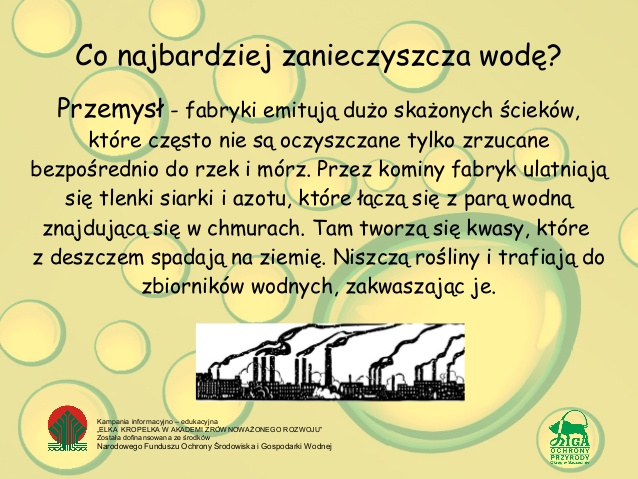 Co najbardziej zanieczyszcza wodę?
Przemysł - fabryki emitują dużo skażonych ścieków,
które często nie są oczyszczane tylko zrzucane
bezpośrednio do rzek i mórz. Przez kominy fabryk ulatniają
się tlenki siarki i azotu, które łączą się z parą wodną
znajdującą się w chmurach. Tam tworzą się kwasy, które
z deszczem spadają na ziemię. Niszczą rośliny i trafiają do
zbiorników wodnych, zakwaszając je.
Kampania informacyjno – edukacyjna
„ELKA KROPELKA W AKADEMI ZRÓWNOWAŻONEGO ROZWOJU"
Została dofinansowana ze środków
Narodowego Funduszu Ochrony Środowiska i Gospodarki Wodnej
LIGA
OCHRONY
PRZYRODY